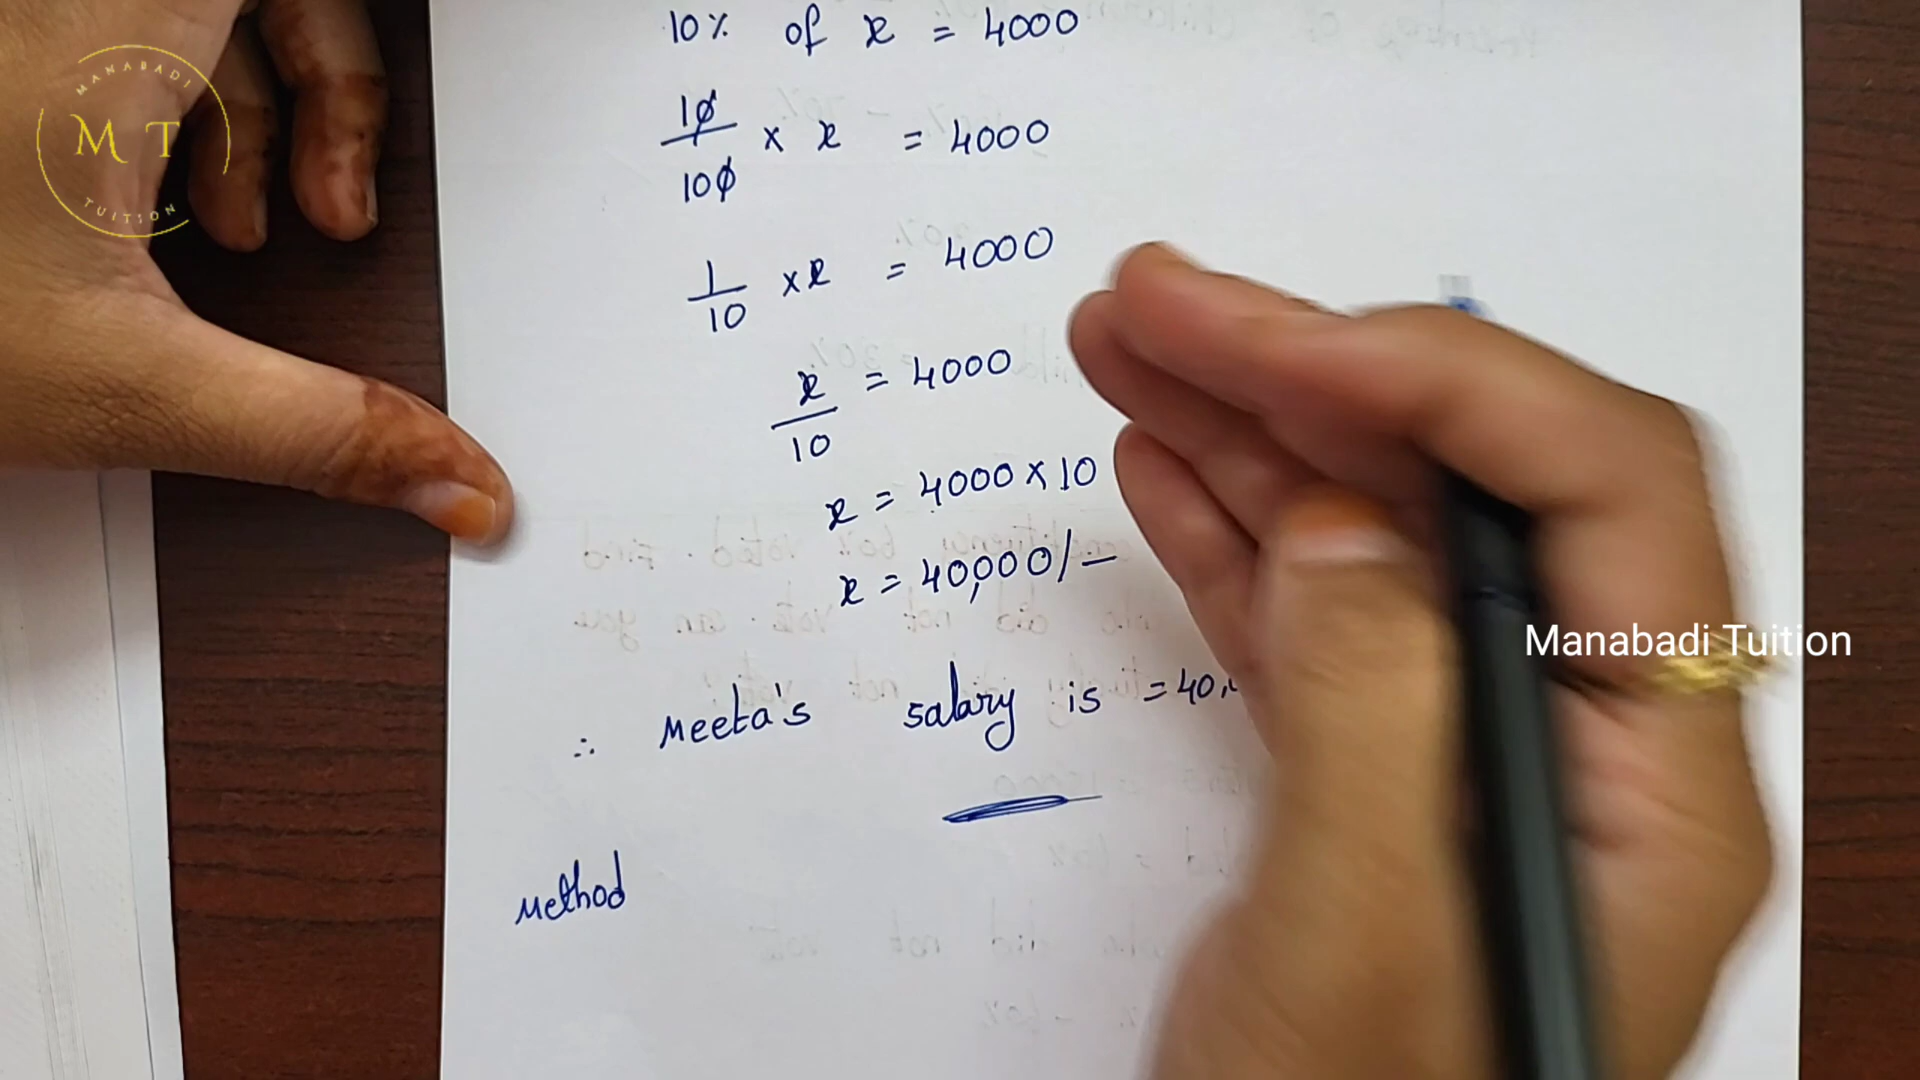 MANABADI
MT
TUITION
10% of x = 4000
10/100 × x = 4000
1/10 × x = 4000
x/10 = 4000
x = 4000 × 10
x = 40,000/-
∴ Meeta's salary is = 40,
Method
Manabadi Tuition